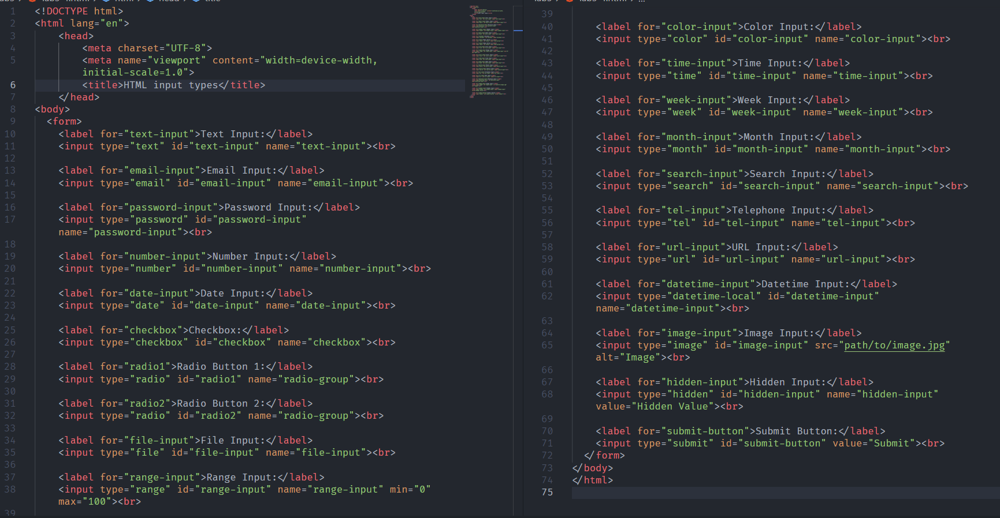 1 <!DOCTYPE html>
2 <html lang="en">
3 <head>
4 <meta charset="UTF-8">
5 <meta name="viewport" content="width=device-width,
initial-scale=1.0">
6 <title>HTML input types</title>
7 </head>
8 <body>
9 <form>
10 <label for="text-input">Text Input:</label>
11 <input type="text" id="text-input" name="text-input"><br>
12
13 <label for="email-input">Email Input:</label>
14 <input type="email" id="email-input" name="email-input"><br>
15
16 <label for="password-input">Password Input:</label>
17 <input type="password" id="password-input"
name="password-input"><br>
18
19 <label for="number-input">Number Input:</label>
20 <input type="number" id="number-input" name="number-input"><br>
21
22 <label for="date-input">Date Input:</label>
23 <input type="date" id="date-input" name="date-input"><br>
24
25 <label for="checkbox">Checkbox:</label>
26 <input type="checkbox" id="checkbox" name="checkbox"><br>
27
28 <label for="radio1">Radio Button 1:</label>
29 <input type="radio" id="radio1" name="radio-group"><br>
30
31 <label for="radio2">Radio Button 2:</label>
32 <input type="radio" id="radio2" name="radio-group"><br>
33
34 <label for="file-input">File Input:</label>
35 <input type="file" id="file-input" name="file-input"><br>
36
37 <label for="range-input">Range Input:</label>
38 <input type="range" id="range-input" name="range-input" min="0"
max="100"><br>
39
39
40 <label for="color-input">Color Input:</label>
41 <input type="color" id="color-input" name="color-input"><br>
42
43 <label for="time-input">Time Input:</label>
44 <input type="time" id="time-input" name="time-input"><br>
45
46 <label for="week-input">Week Input:</label>
47 <input type="week" id="week-input" name="week-input"><br>
48
49 <label for="month-input">Month Input:</label>
50 <input type="month" id="month-input" name="month-input"><br>
51
52 <label for="search-input">Search Input:</label>
53 <input type="search" id="search-input" name="search-input"><br>
54
55 <label for="tel-input">Telephone Input:</label>
56 <input type="tel" id="tel-input" name="tel-input"><br>
57
58 <label for="url-input">URL Input:</label>
59 <input type="url" id="url-input" name="url-input"><br>
60
61 <label for="datetime-input">Datetime Input:</label>
62 <input type="datetime-local" id="datetime-input"
name="datetime-input"><br>
63
64 <label for="image-input">Image Input:</label>
65 <input type="image" id="image-input" src="path/to/image.jpg"
alt="Image"><br>
66
67 <label for="hidden-input">Hidden Input:</label>
68 <input type="hidden" id="hidden-input" name="hidden-input"
value="Hidden Value"><br>
69
70 <label for="submit-button">Submit Button:</label>
71 <input type="submit" id="submit-button" value="Submit"><br>
72 </form>
73 </body>
74 </html>
75